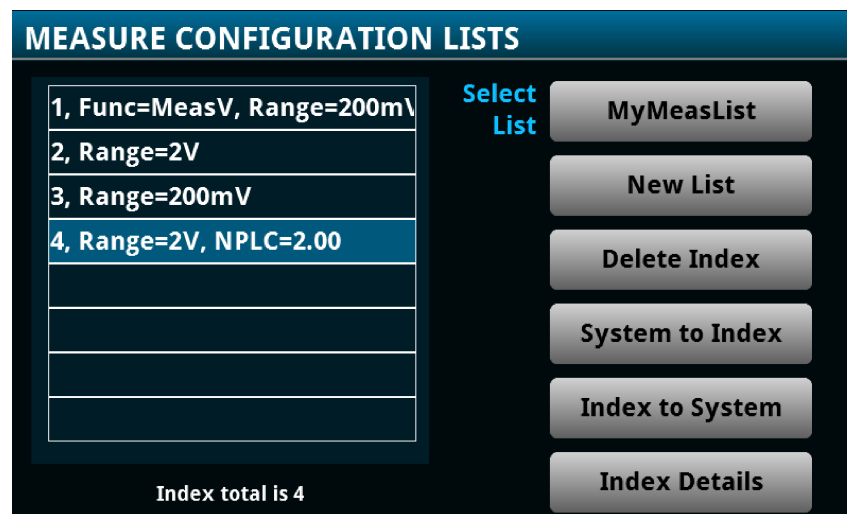 MEASURE CONFIGURATION LISTS
1, Func=MeasV, Range=200m
2, Range=2V
3, Range=200mV
4, Range=2V, NPLC=2.00
Index total is 4
Select
List
MyMeasList
New List
Delete Index
System to Index
Index to System
Index Details